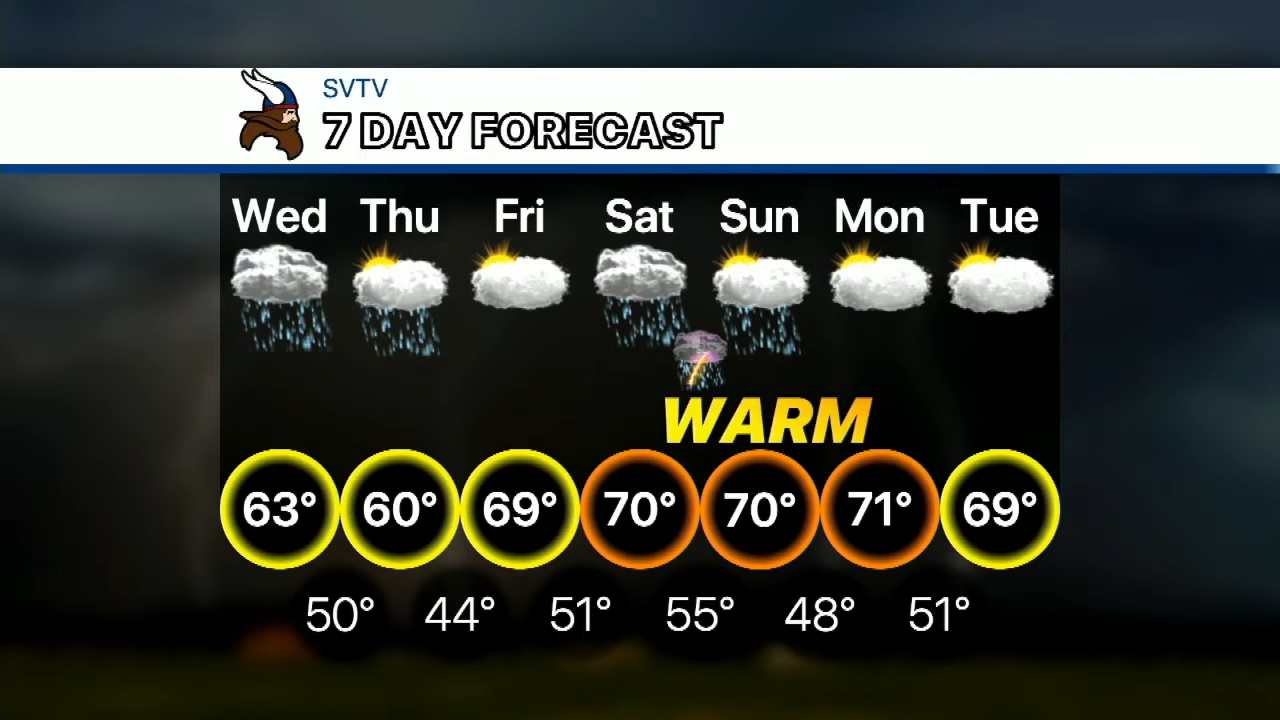 SVTV
7 DAY FORECAST
Wed Thu Fri Sat Sun Mon Tue
WARM
63° 60° 69° 70° 70° 71° 69°
50° 44° 51° 55° 48° 51°